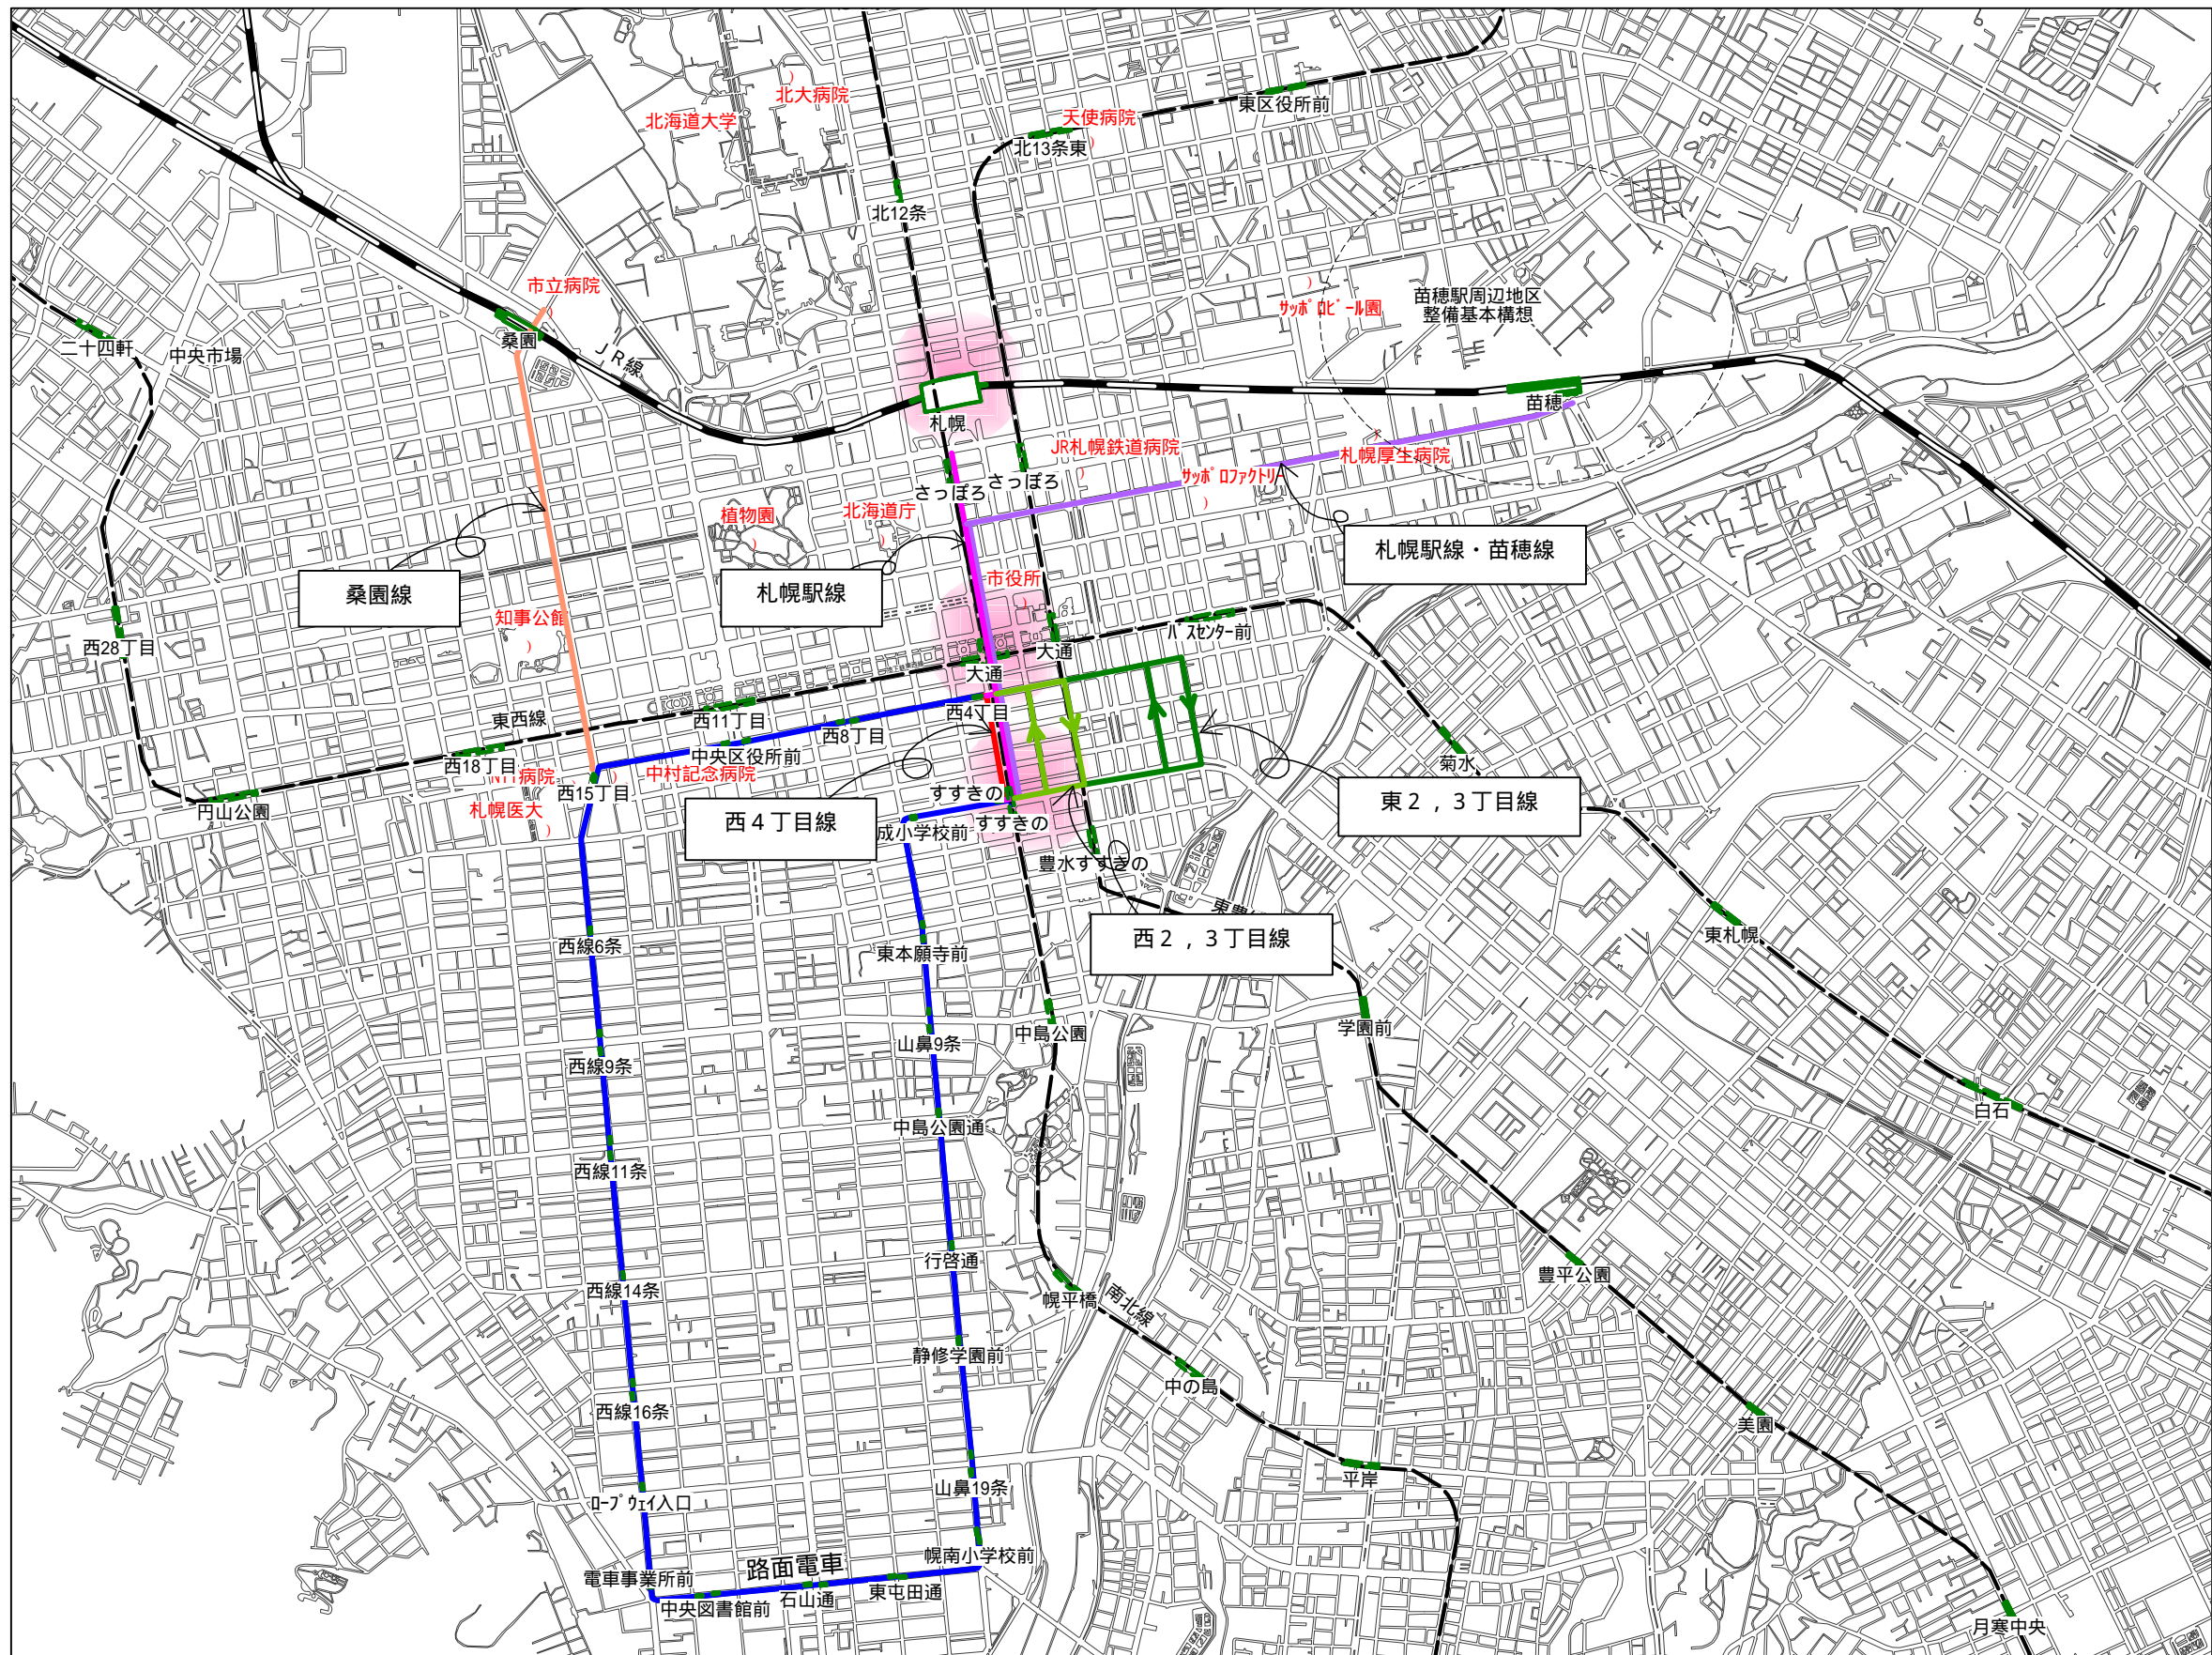 北大病院
北海道大学
天使病院
東区役所前
北13条東
北12条
市立病院
桑園
JR線
二十四軒
中央市場
ｻｯﾎﾟﾛﾋﾞｰﾙ園
苗穂駅周辺地区
整備基本構想
苗穂
札幌
JR札幌鉄道病院
札幌厚生病院
さっぽろ
さっぽろ
ｻｯﾎﾟﾛﾌｧｸﾄﾘｰ
植物園
北海道庁
札幌駅線・苗穂線
桑園線
札幌駅線
市役所
知事公館
西28丁目
ﾊﾞｽｾﾝﾀｰ前
大通
大通
東西線
西11丁目
西4丁目
西8丁目
中央区役所前
西18丁目
NTT病院
中村記念病院
西15丁目
菊水
円山公園
札幌医大
すすきの
すすきの
西４丁目線
東２，３丁目線
成小学校前
豊水すすきの
東豊
西２，３丁目線
東札幌
西線6条
東本願寺前
中島公園
学園前
山鼻9条
西線9条
白石
中島公園通
西線11条
行啓通
豊平公園
西線14条
幌平橋
南北線
静修学園前
中の島
西線16条
美園
平岸
山鼻19条
ﾛｰﾌﾟｳｪｲ入口
幌南小学校前
路面電車
電車事業所前
石山通
東屯田通
中央図書館前
月寒中央